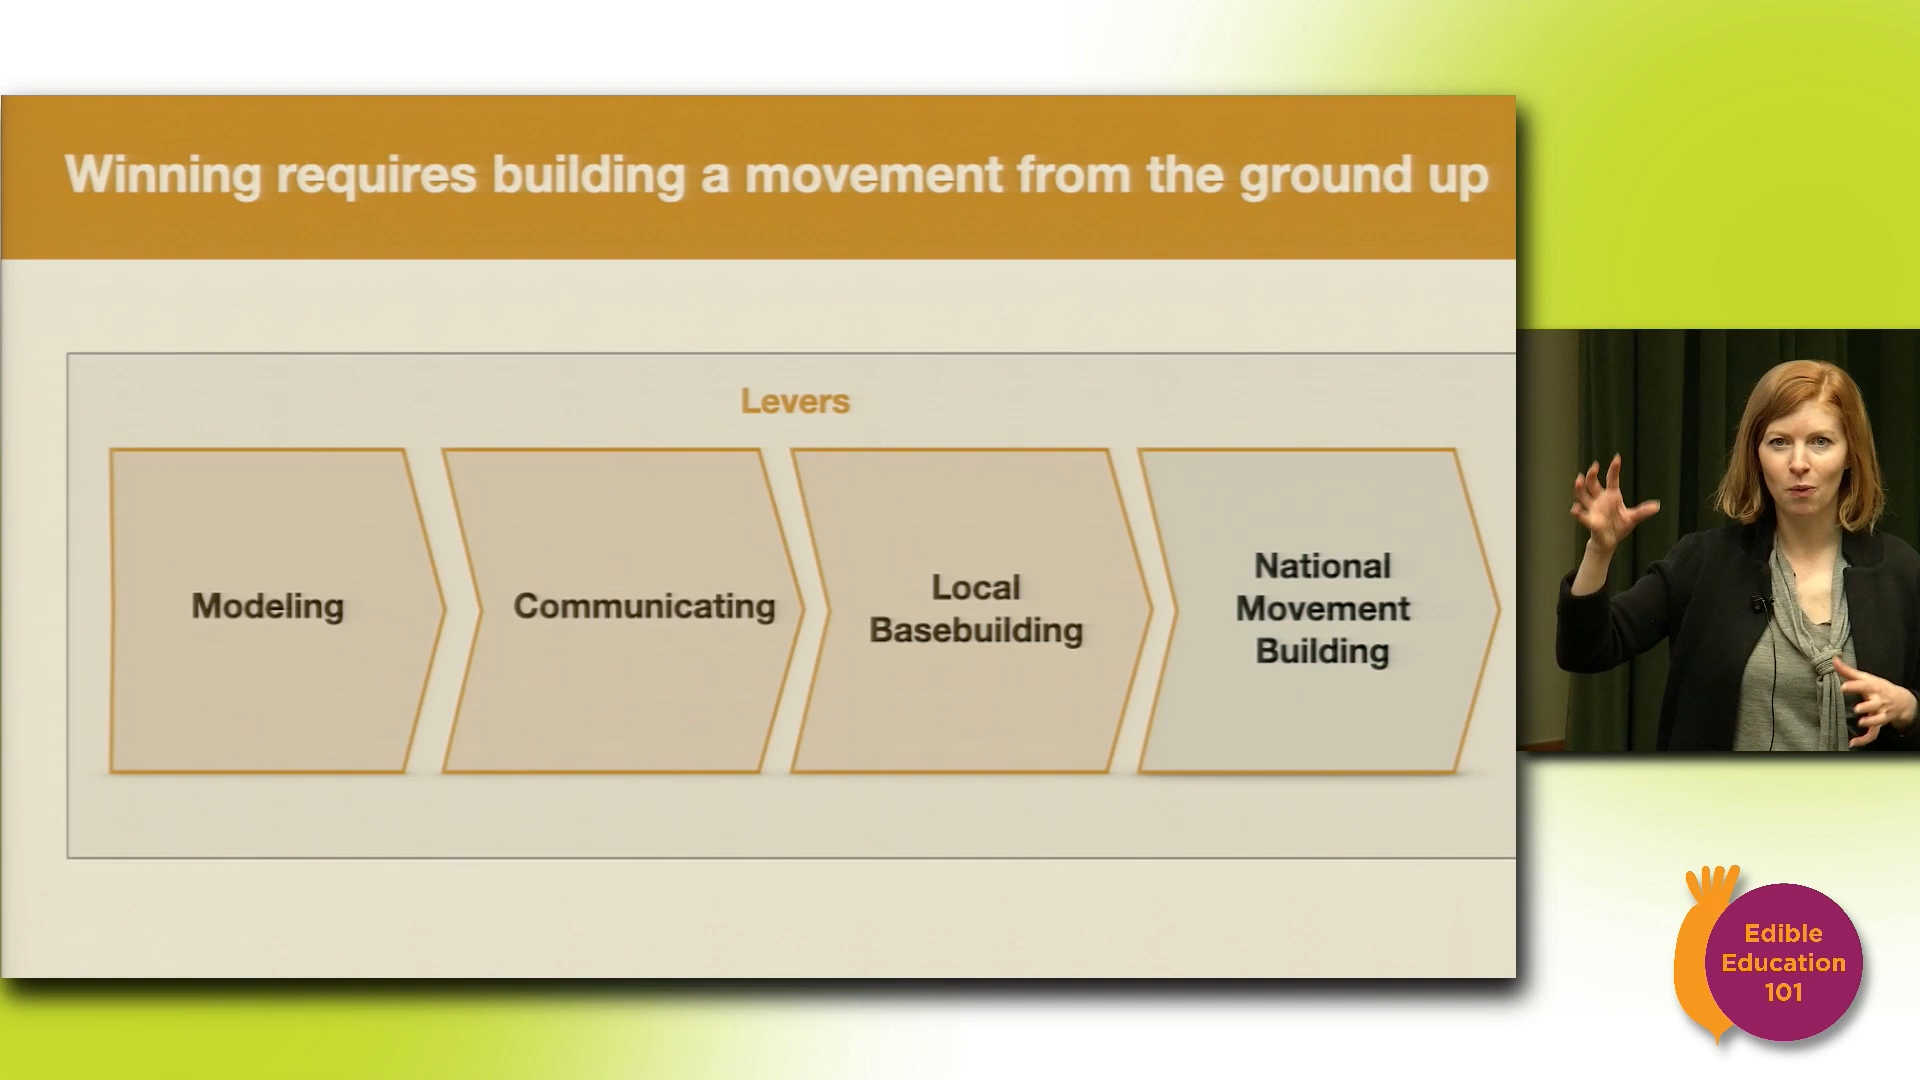 Winning requires building a movement from the ground up
Levers
Modeling
Communicating
Local
Basebuilding
National
Movement
Building
Edible
Education
101